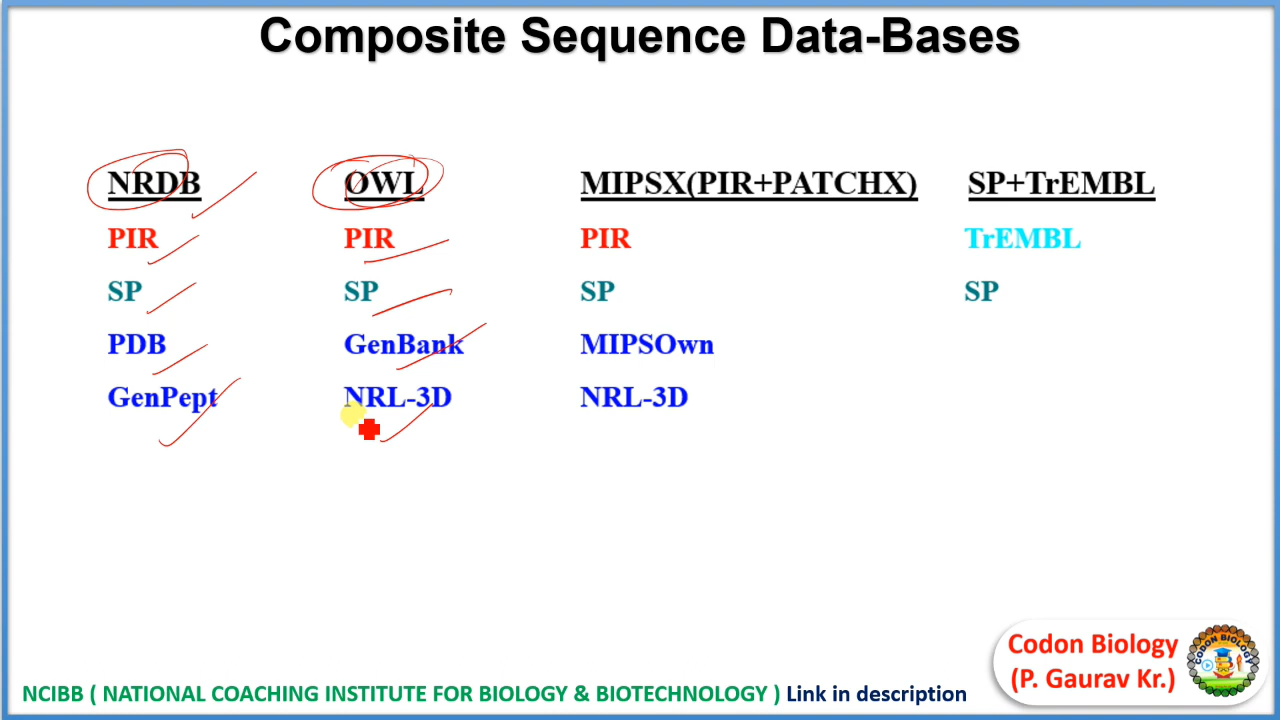 Composite Sequence Data-Bases
NRDB OWL MIPSX(PIR+PATCHX) SP+TrEMBL
PIR PIR PIR TrEMBL
SP SP SP SP
PDB GenBank MIPSOwn
GenPept NRL-3D NRL-3D
Codon Biology
(P. Gaurav Kr.)
CODON BIOLOGY
NCIBB ( NATIONAL COACHING INSTITUTE FOR BIOLOGY & BIOTECHNOLOGY ) Link in description